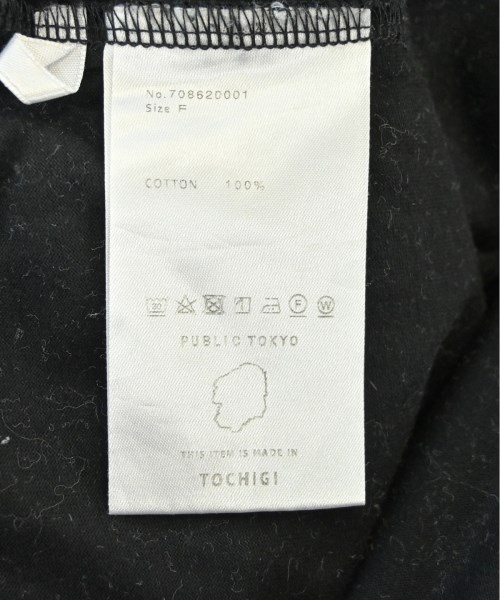 No.708620001
Size F
COTTON 100%
PUBLIC TOKYO
THIS ITEM IS MADE IN
TOCHIGI